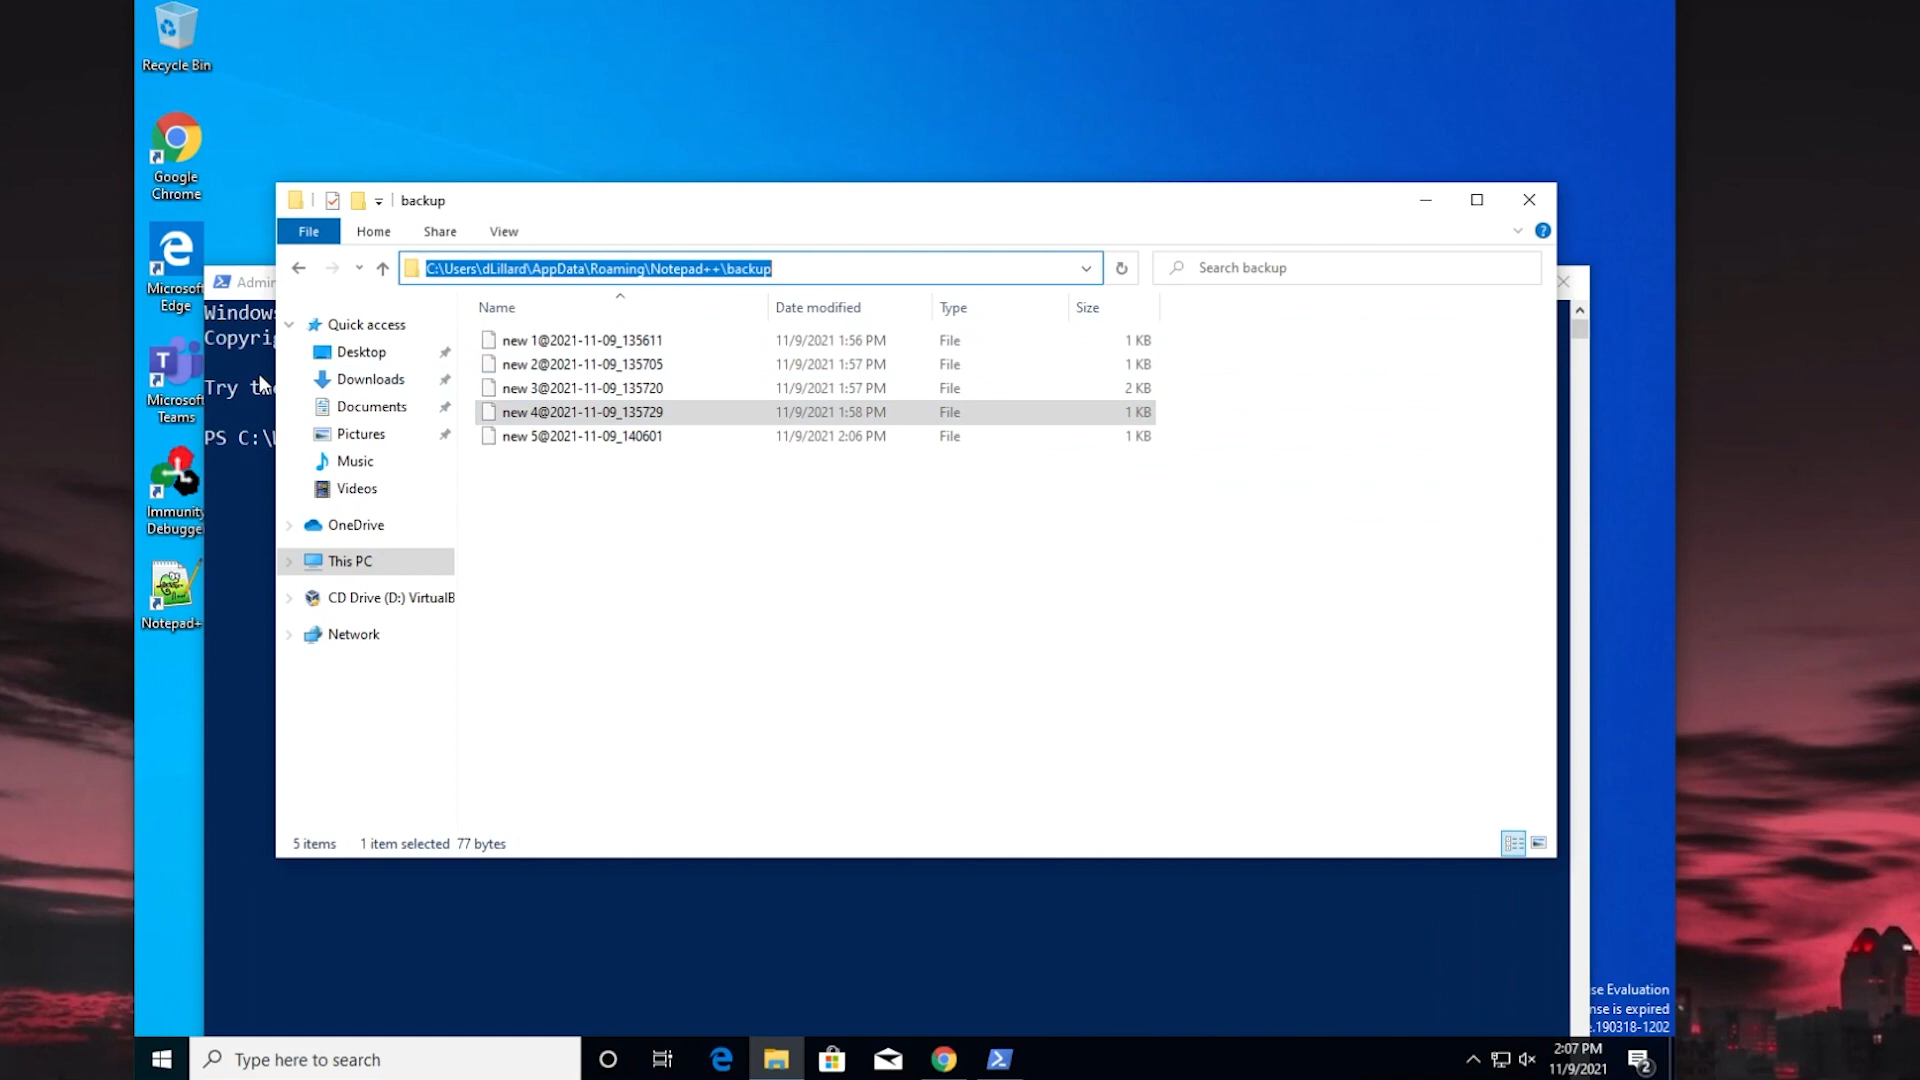 Recycle Bin
Google
Chrome
Microsoft
Edge
Microsoft
Teams
Immunity
Debugge
Notepad+
Admin
Windows
Copyri
Try the
PS C:\
backup
File
Home
Share
View
C:\Users\dLillard\AppData\Roaming\Notepad++\backup
Search backup
Quick access
Desktop
Downloads
Documents
Pictures
Music
Videos
OneDrive
This PC
CD Drive (D:) VirtualB
Network
Name Date modified Type Size
new 1@2021-11-09_135611 11/9/2021 1:56 PM File 1 KB
new 2@2021-11-09_135705 11/9/2021 1:57 PM File 1 KB
new 3@2021-11-09_135720 11/9/2021 1:57 PM File 2 KB
new 4@2021-11-09_135729 11/9/2021 1:58 PM File 1 KB
new 5@2021-11-09_140601 11/9/2021 2:06 PM File 1 KB
5 items 1 item selected 77 bytes
se Evaluation
nse is expired
.190318-1202
Type here to search
2:07 PM
11/9/2021
2